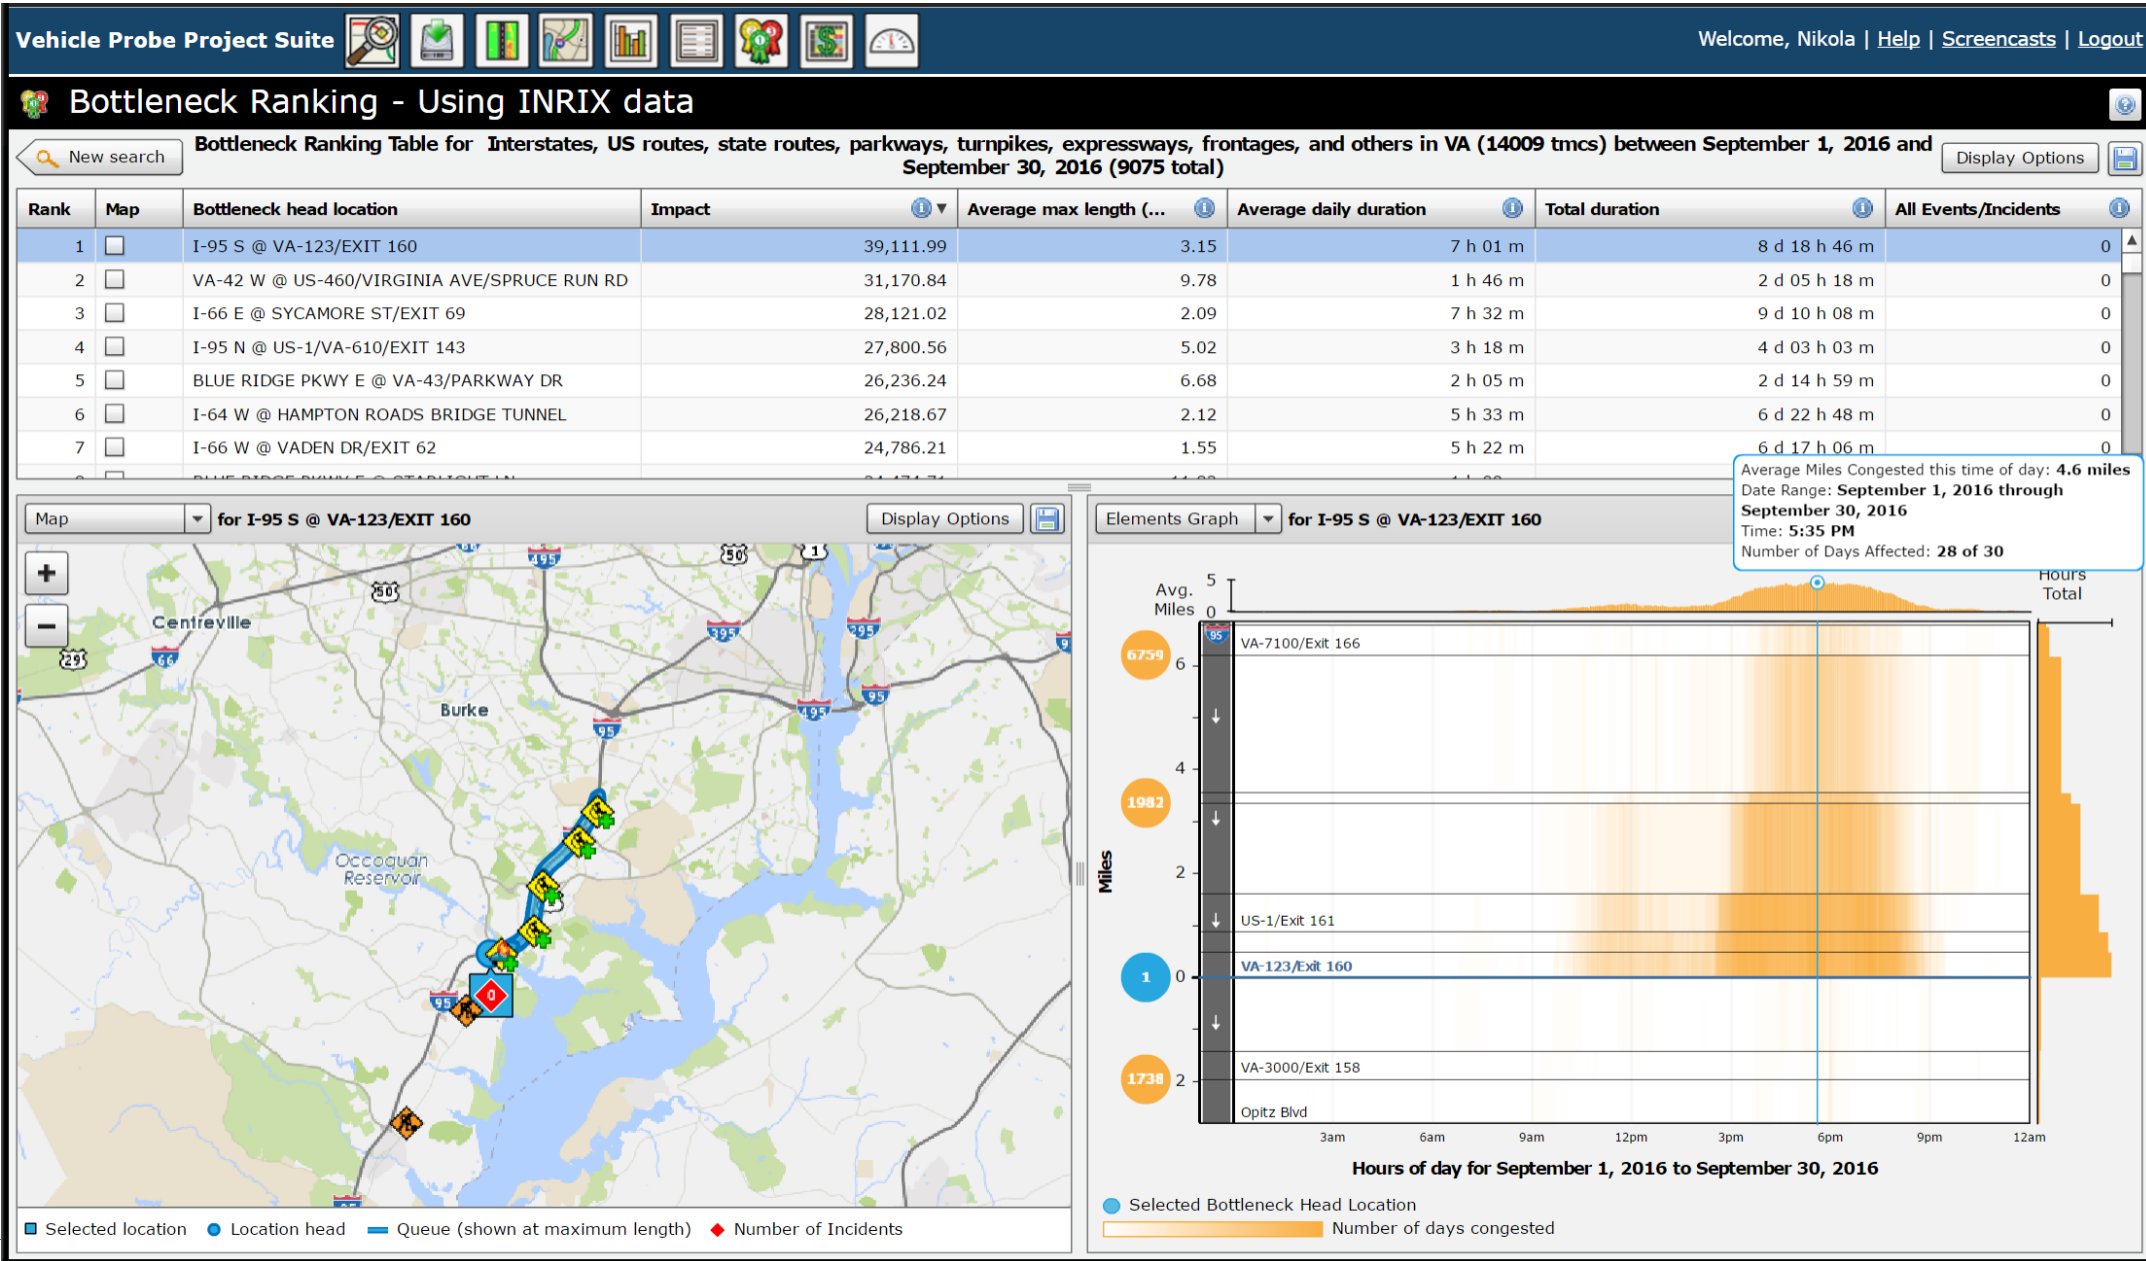 Vehicle Probe Project Suite
Welcome, Nikola | Help | Screencasts | Logout
Bottleneck Ranking - Using INRIX data
New search
Bottleneck Ranking Table for Interstates, US routes, state routes, parkways, turnpikes, expressways, frontages, and others in VA (14009 tmcs) between September 1, 2016 and
September 30, 2016 (9075 total)
Display Options
Rank Map Bottleneck head location Impact Average max length (... Average daily duration Total duration All Events/Incidents
1 I-95 S @ VA-123/EXIT 160 39,111.99 3.15 7 h 01 m 8 d 18 h 46 m 0
2 VA-42 W @ US-460/VIRGINIA AVE/SPRUCE RUN RD 31,170.84 9.78 1 h 46 m 2 d 05 h 18 m 0
3 I-66 E @ SYCAMORE ST/EXIT 69 28,121.02 2.09 7 h 32 m 9 d 10 h 08 m 0
4 I-95 N @ US-1/VA-610/EXIT 143 27,800.56 5.02 3 h 18 m 4 d 03 h 03 m 0
5 BLUE RIDGE PKWY E @ VA-43/PARKWAY DR 26,236.24 6.68 2 h 05 m 2 d 14 h 59 m 0
6 I-64 W @ HAMPTON ROADS BRIDGE TUNNEL 26,218.67 2.12 5 h 33 m 6 d 22 h 48 m 0
7 I-66 W @ VADEN DR/EXIT 62 24,786.21 1.55 5 h 22 m 6 d 17 h 06 m 0
Average Miles Congested this time of day: 4.6 miles
Date Range: September 1, 2016 through
September 30, 2016
Time: 5:35 PM
Number of Days Affected: 28 of 30
Map for I-95 S @ VA-123/EXIT 160 Display Options
+
−
495
50
1
50
Centreville
395
295
29
66
95
Burke
495
95
Occoquan
Reservoir
95
0
Selected location Location head Queue (shown at maximum length) Number of Incidents
Elements Graph for I-95 S @ VA-123/EXIT 160
Avg.
Miles
5
0
Hours
Total
95
VA-7100/Exit 166
6759
6
4
1982
Miles
2
US-1/Exit 161
VA-123/Exit 160
1
0
VA-3000/Exit 158
1738
2
Opitz Blvd
3am 6am 9am 12pm 3pm 6pm 9pm 12am
Hours of day for September 1, 2016 to September 30, 2016
Selected Bottleneck Head Location
Number of days congested